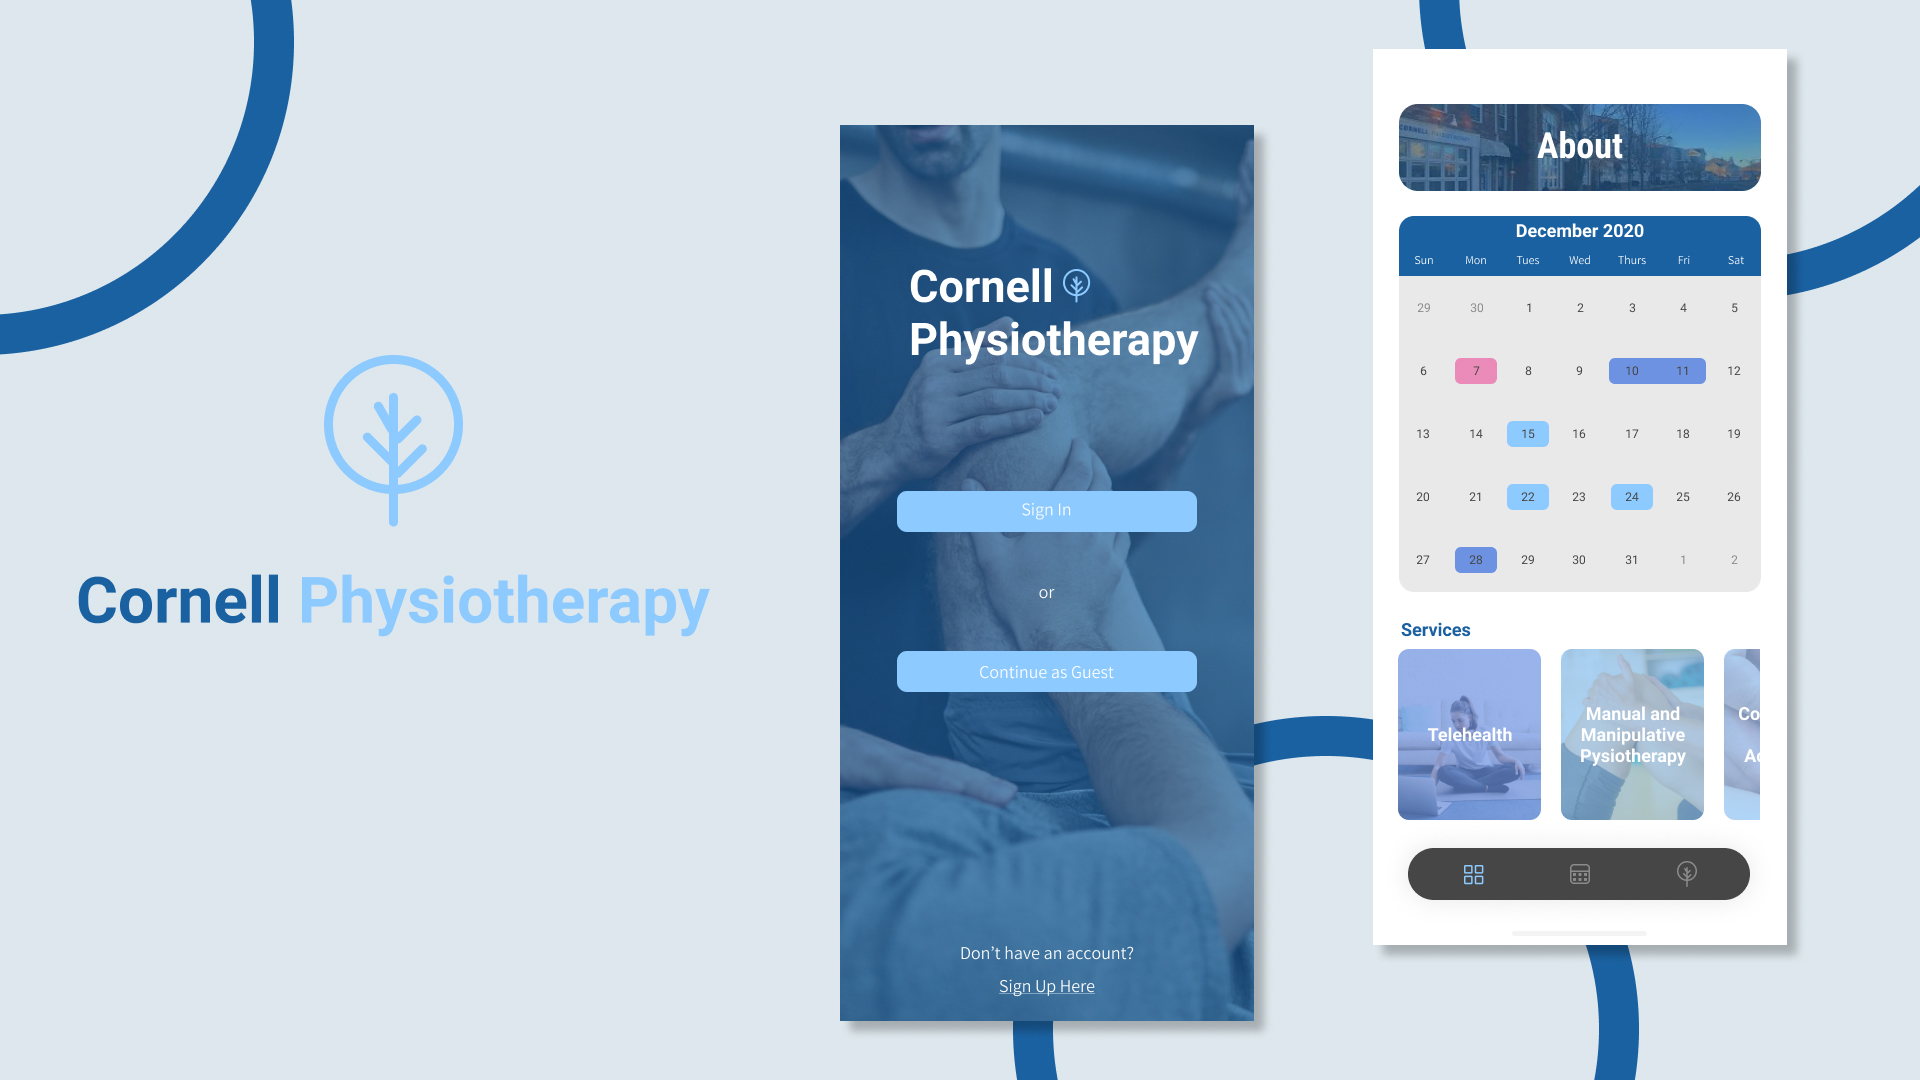 Cornell Physiotherapy
Cornell
Physiotherapy
Sign In
or
Continue as Guest
Don't have an account?
Sign Up Here
CORNELL PHYSIOTHERAPY
About
December 2020
Sun Mon Tues Wed Thurs Fri Sat
29 30 1 2 3 4 5
6 7 8 9 10 11 12
13 14 15 16 17 18 19
20 21 22 23 24 25 26
27 28 29 30 31 1 2
Services
Telehealth
Manual and
Manipulative
Pysiotherapy
Co
Ac